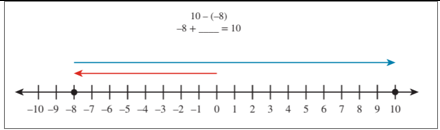 10 – (–8)
–8 + ___ = 10
–10 –9 –8 –7 –6 –5 –4 –3 –2 –1 0 1 2 3 4 5 6 7 8 9 10